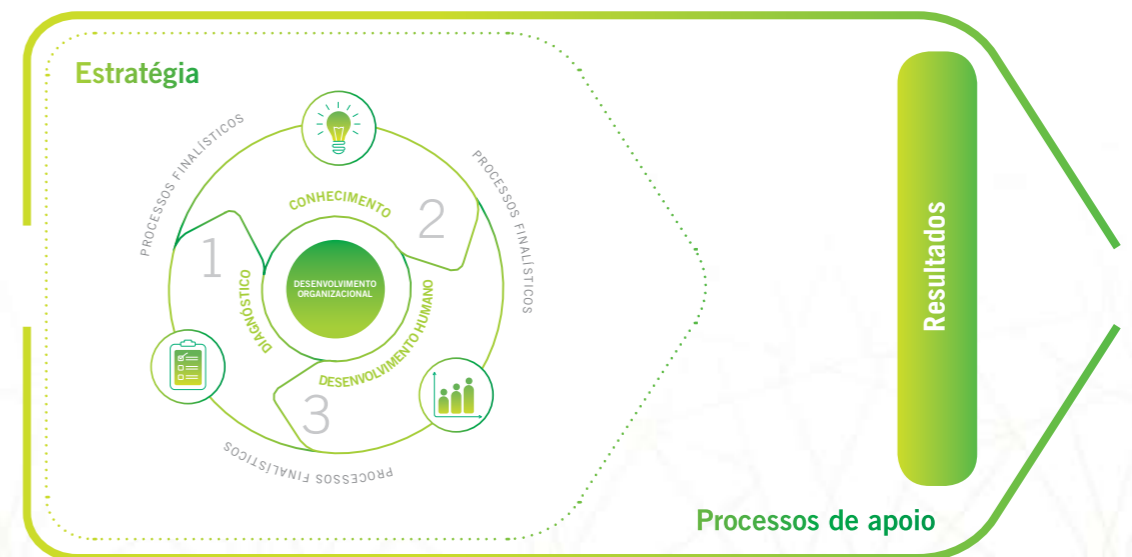 Estratégia
PROCESSOS FINALÍSTICOS
PROCESSOS FINALÍSTICOS
CONHECIMENTO
2
1
DESENVOLVIMENTO
ORGANIZACIONAL
DIAGNÓSTICO
DESENVOLVIMENTO HUMANO
3
PROCESSOS FINALÍSTICOS
Resultados
Processos de apoio